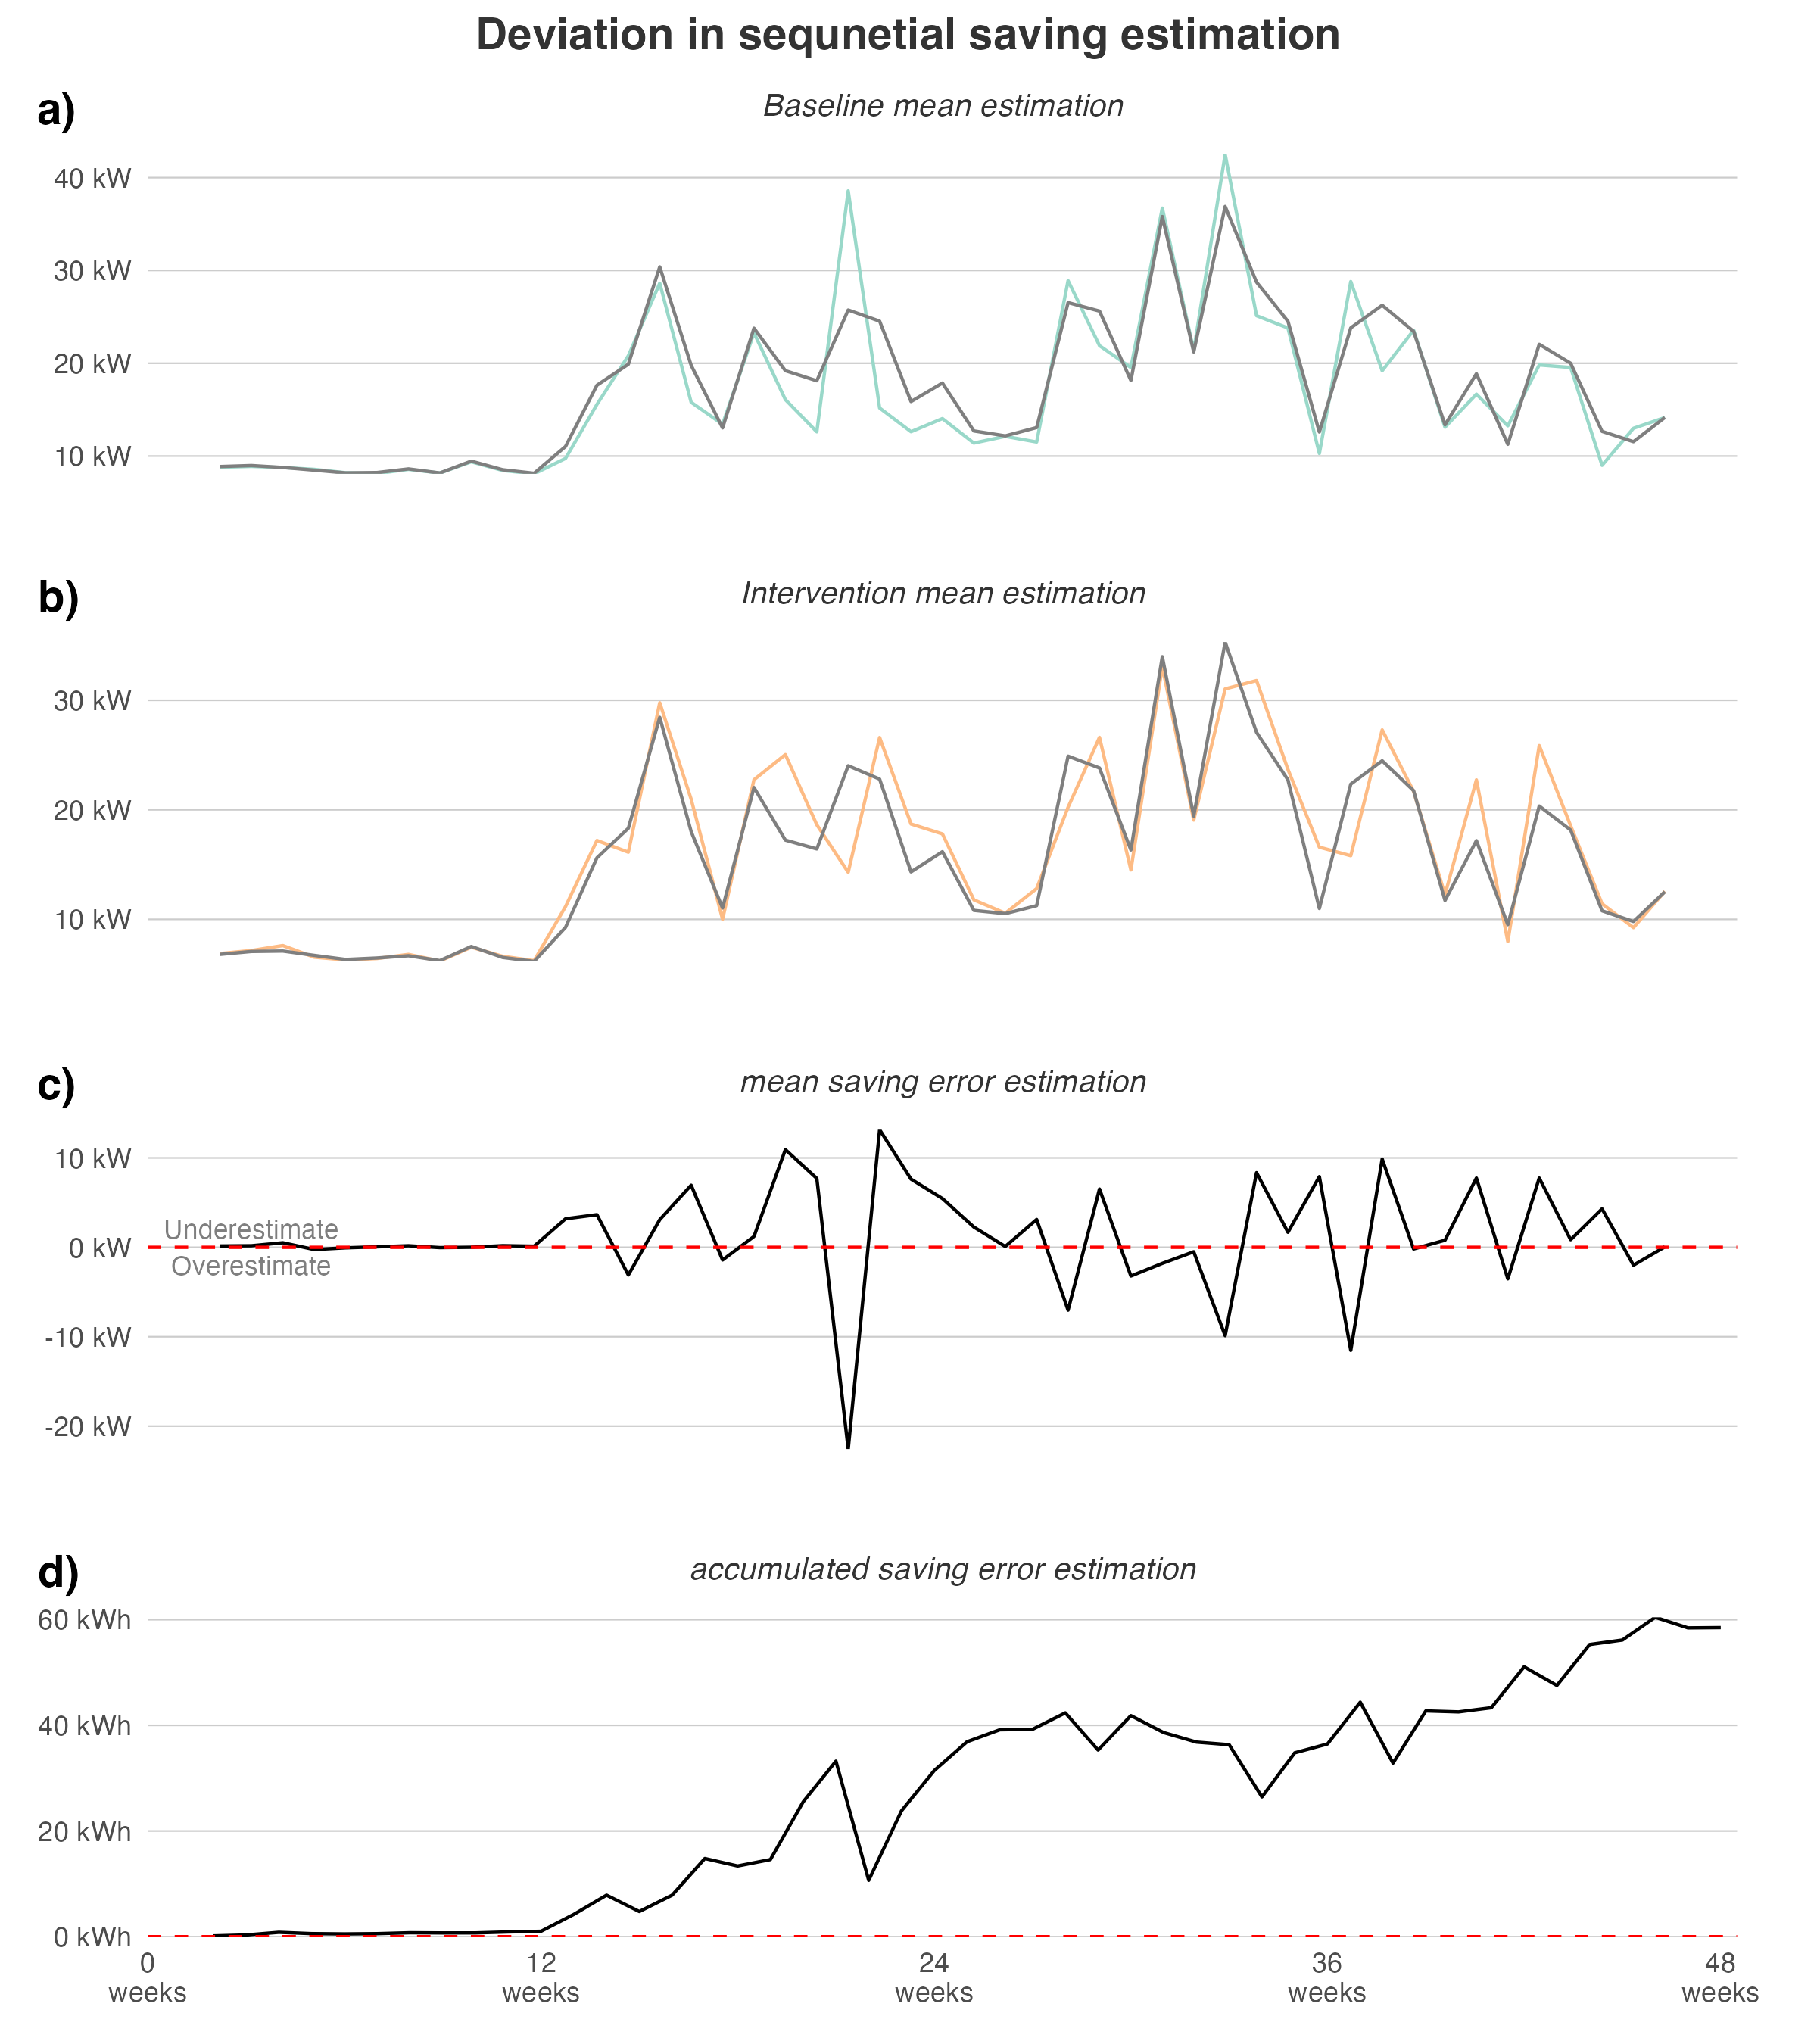 Deviation in sequnetial saving estimation
a)
Baseline mean estimation
40 kW
30 kW
20 kW
10 kW
b)
Intervention mean estimation
30 kW
20 kW
10 kW
c)
mean saving error estimation
10 kW
Underestimate
0 kW
Overestimate
-10 kW
-20 kW
d)
accumulated saving error estimation
60 kWh
40 kWh
20 kWh
0 kWh
0 12 24 36 48
weeks weeks weeks weeks weeks